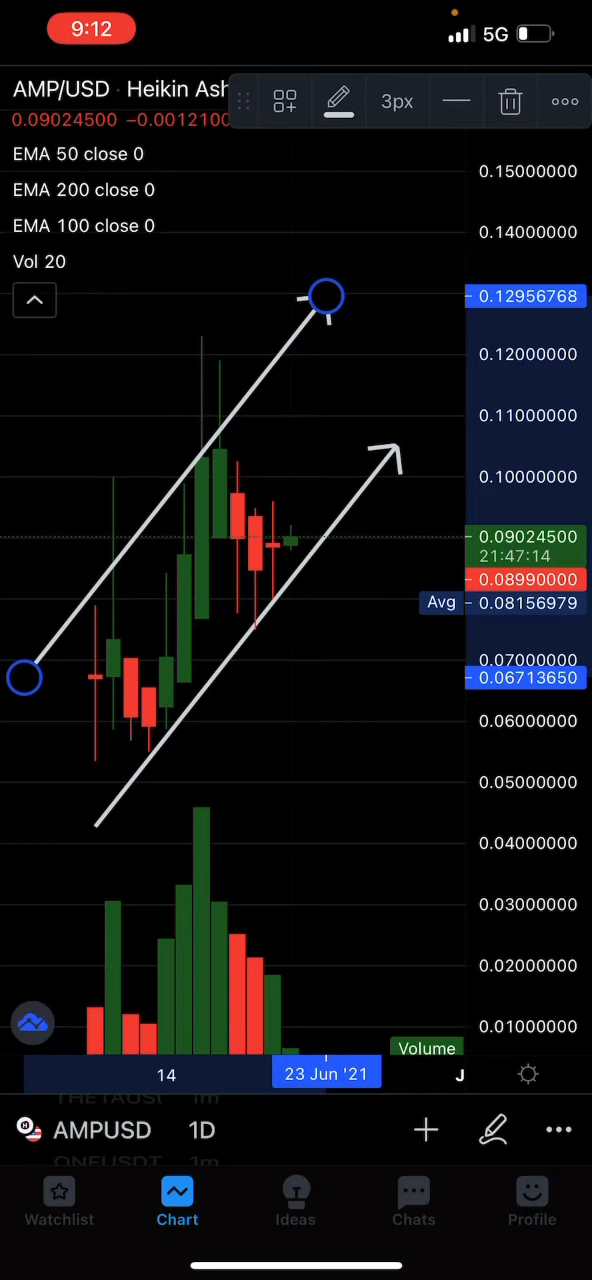 9:12
5G
AMP/USD · Heikin Ash
3px
0.09024500 −0.0012100
EMA 50 close 0
EMA 200 close 0
EMA 100 close 0
Vol 20
0.15000000
0.14000000
0.12956768
0.12000000
0.11000000
0.10000000
0.09024500
21:47:14
0.08990000
Avg
0.08156979
0.07000000
0.06713650
0.06000000
0.05000000
0.04000000
0.03000000
0.02000000
0.01000000
Volume
14
23 Jun '21
J
THETAUSt 1m
AMPUSD 1D
ONEUSDT 1m
Watchlist
Chart
Ideas
Chats
Profile